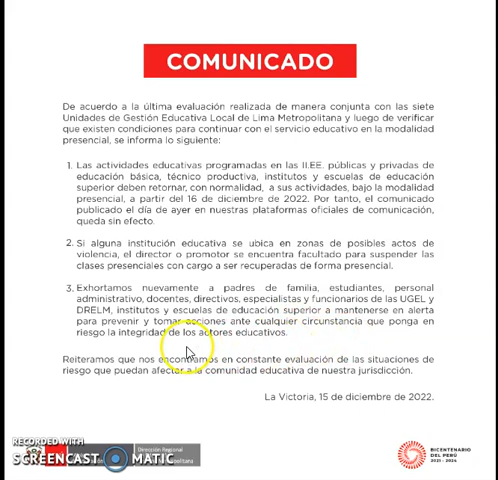 COMUNICADO
De acuerdo a la última evaluación realizada de manera conjunta con las siete
Unidades de Gestión Educativa Local de Lima Metropolitana y luego de verificar
que existen condiciones para continuar con el servicio educativo en la modalidad
presencial, se informa lo siguiente:
1. Las actividades educativas programadas en las II.EE. públicas y privadas de
educación básica, técnico productiva, institutos y escuelas de educación
superior deben retornar, con normalidad, a sus actividades, bajo la modalidad
presencial, a partir del 16 de diciembre de 2022. Por tanto, el comunicado
publicado el día de ayer en nuestras plataformas oficiales de comunicación,
queda sin efecto.
2. Si alguna institución educativa se ubica en zonas de posibles actos de
violencia, el director o promotor se encuentra facultado para suspender las
clases presenciales con cargo a ser recuperadas de forma presencial.
3. Exhortamos nuevamente a padres de familia, estudiantes, personal
administrativo, docentes, directivos, especialistas y funcionarios de las UGEL y
DRELM, institutos y escuelas de educación superior a mantenerse en alerta
para prevenir y tomar acciones ante cualquier circunstancia que ponga en
riesgo la integridad de los actores educativos.
Reiteramos que nos encontramos en constante evaluación de las situaciones de
riesgo que puedan afectar a la comunidad educativa de nuestra jurisdicción.
La Victoria, 15 de diciembre de 2022.
RECORDED WITH
SCREENCAST MATIC
Dirección Regional
BICENTENARIO
DEL PERÚ
2021 - 2024